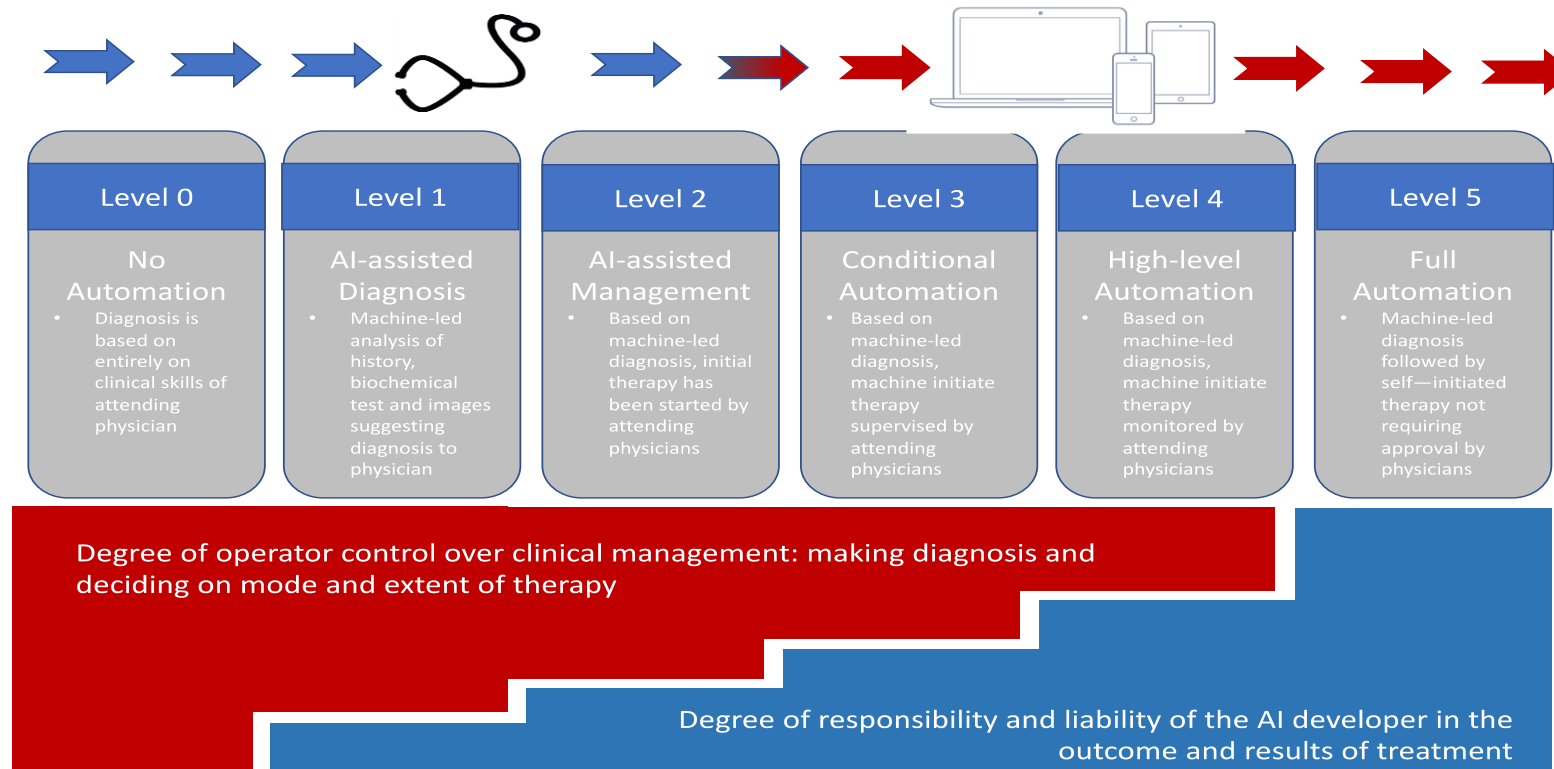 Level 0
No
Automation
• Diagnosis is
based on
entirely on
clinical skills of
attending
physician
Level 1
AI-assisted
Diagnosis
• Machine-led
analysis of
history,
biochemical
test and images
suggesting
diagnosis to
physician
Level 2
AI-assisted
Management
• Based on
machine-led
diagnosis, initial
therapy has
been started by
attending
physicians
Level 3
Conditional
Automation
• Based on
machine-led
diagnosis,
machine initiate
therapy
supervised by
attending
physicians
Level 4
High-level
Automation
• Based on
machine-led
diagnosis,
machine initiate
therapy
monitored by
attending
physicians
Level 5
Full
Automation
• Machine-led
diagnosis
followed by
self—initiated
therapy not
requiring
approval by
physicians
Degree of operator control over clinical management: making diagnosis and
deciding on mode and extent of therapy
Degree of responsibility and liability of the AI developer in the
outcome and results of treatment